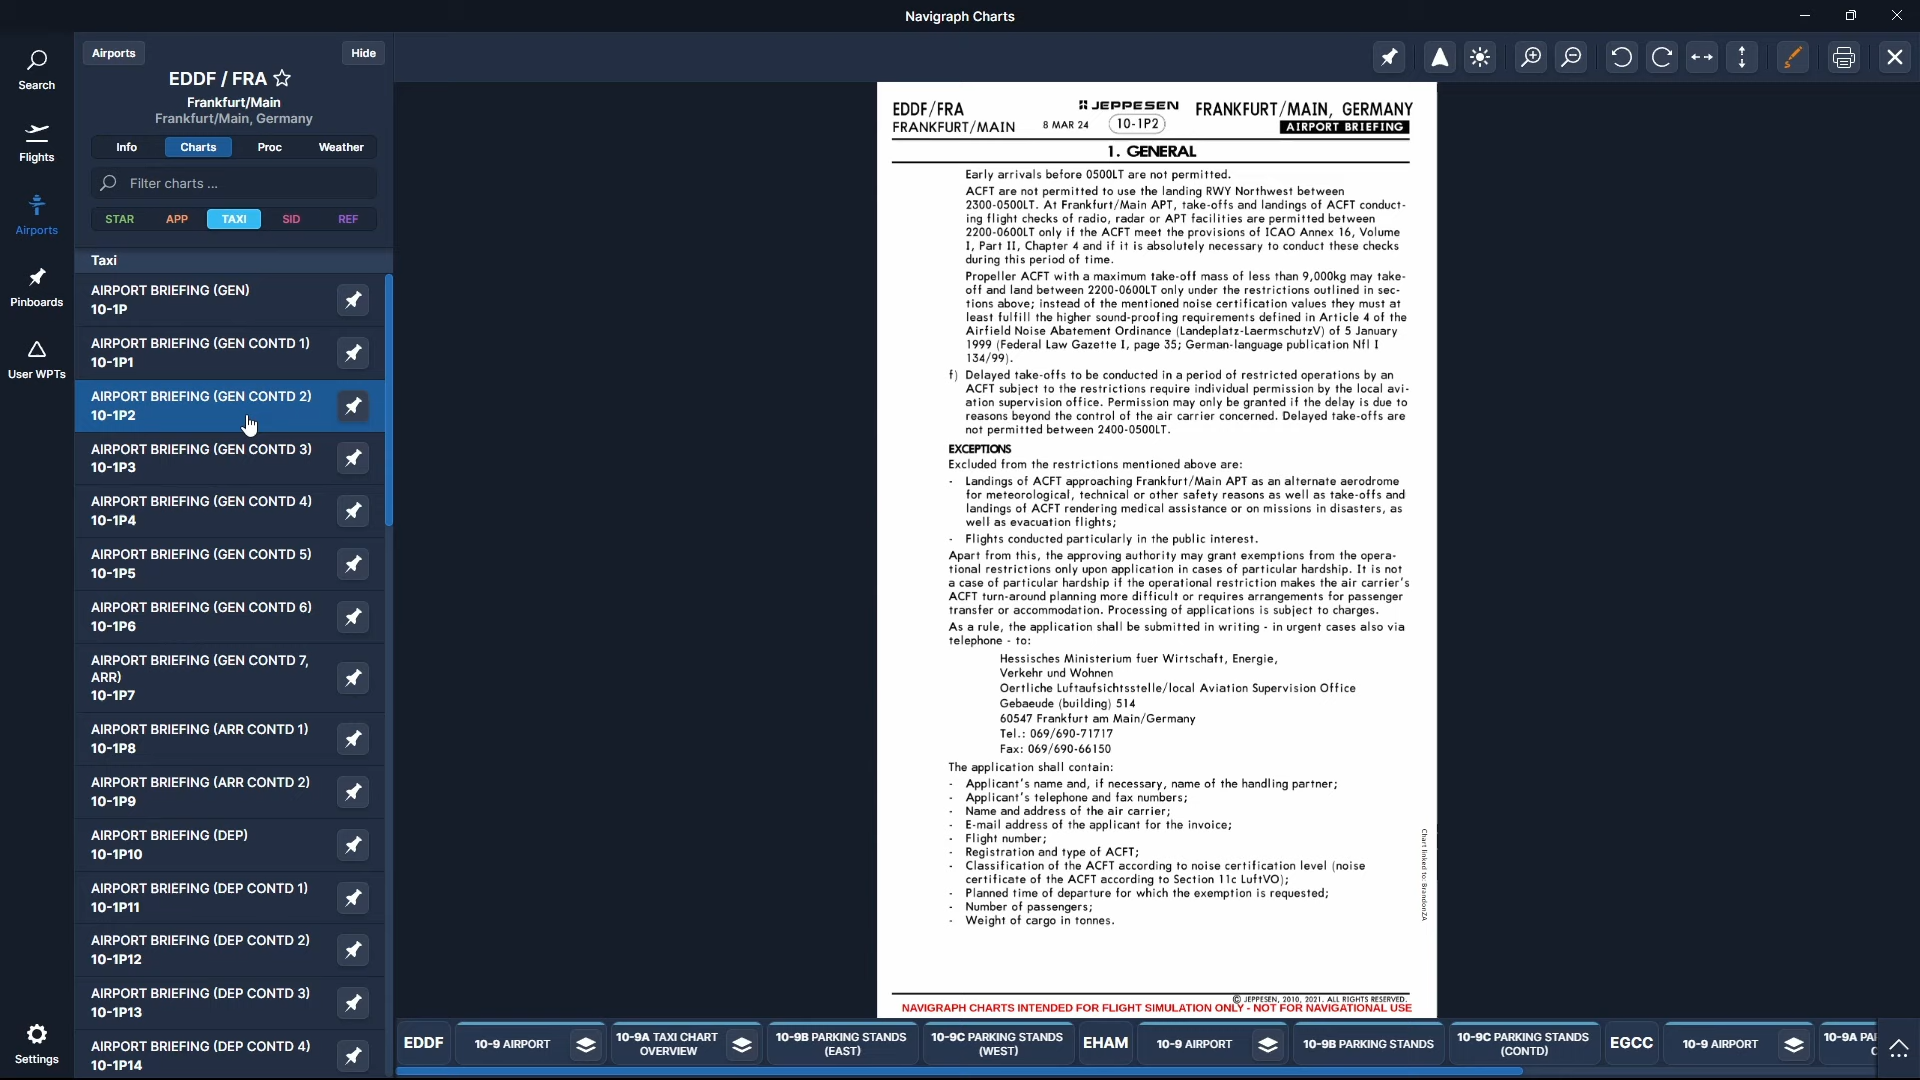 Navigraph Charts
Search
Flights
Airports
Pinboards
User WPTs
Settings
Airports
Hide
EDDF / FRA
Frankfurt/Main
Frankfurt/Main, Germany
Info
Charts
Proc
Weather
Filter charts ...
STAR
APP
TAXI
SID
REF
Taxi
AIRPORT BRIEFING (GEN)
10-1P
AIRPORT BRIEFING (GEN CONTD 1)
10-1P1
AIRPORT BRIEFING (GEN CONTD 2)
10-1P2
AIRPORT BRIEFING (GEN CONTD 3)
10-1P3
AIRPORT BRIEFING (GEN CONTD 4)
10-1P4
AIRPORT BRIEFING (GEN CONTD 5)
10-1P5
AIRPORT BRIEFING (GEN CONTD 6)
10-1P6
AIRPORT BRIEFING (GEN CONTD 7,
ARR)
10-1P7
AIRPORT BRIEFING (ARR CONTD 1)
10-1P8
AIRPORT BRIEFING (ARR CONTD 2)
10-1P9
AIRPORT BRIEFING (DEP)
10-1P10
AIRPORT BRIEFING (DEP CONTD 1)
10-1P11
AIRPORT BRIEFING (DEP CONTD 2)
10-1P12
AIRPORT BRIEFING (DEP CONTD 3)
10-1P13
AIRPORT BRIEFING (DEP CONTD 4)
10-1P14
EDDF/FRA
FRANKFURT/MAIN
JEPPESEN
8 MAR 24
10-1P2
FRANKFURT/MAIN, GERMANY
AIRPORT BRIEFING
1. GENERAL
Early arrivals before 0500LT are not permitted.
ACFT are not permitted to use the landing RWY Northwest between
2300-0500LT. At Frankfurt/Main APT, take-offs and landings of ACFT conduct-
ing flight checks of radio, radar or APT facilities are permitted between
2200-0600LT only if the ACFT meet the provisions of ICAO Annex 16, Volume
I, Part II, Chapter 4 and if it is absolutely necessary to conduct these checks
during this period of time.
Propeller ACFT with a maximum take-off mass of less than 9,000kg may take-
off and land between 2200-0600LT only under the restrictions outlined in sec-
tions above; instead of the mentioned noise certification values they must at
least fulfill the higher sound-proofing requirements defined in Article 4 of the
Airfield Noise Abatement Ordinance (Landeplatz-LaermschutzV) of 5 January
1999 (Federal Law Gazette I, page 35; German-language publication Nfl I
134/99).
f) Delayed take-offs to be conducted in a period of restricted operations by an
ACFT subject to the restrictions require individual permission by the local avi-
ation supervision office. Permission may only be granted if the delay is due to
reasons beyond the control of the air carrier concerned. Delayed take-offs are
not permitted between 2400-0500LT.
EXCEPTIONS
Excluded from the restrictions mentioned above are:
- Landings of ACFT approaching Frankfurt/Main APT as an alternate aerodrome
for meteorological, technical or other safety reasons as well as take-offs and
landings of ACFT rendering medical assistance or on missions in disasters, as
well as evacuation flights;
- Flights conducted particularly in the public interest.
Apart from this, the approving authority may grant exemptions from the opera-
tional restrictions only upon application in cases of particular hardship. It is not
a case of particular hardship if the operational restriction makes the air carrier's
ACFT turn-around planning more difficult or requires arrangements for passenger
transfer or accommodation. Processing of applications is subject to charges.
As a rule, the application shall be submitted in writing - in urgent cases also via
telephone - to:
Hessisches Ministerium fuer Wirtschaft, Energie,
Verkehr und Wohnen
Oertliche Luftaufsichtsstelle/local Aviation Supervision Office
Gebaeude (building) 514
60547 Frankfurt am Main/Germany
Tel.: 069/690-71717
Fax: 069/690-66150
The application shall contain:
- Applicant's name and, if necessary, name of the handling partner;
- Applicant's telephone and fax numbers;
- Name and address of the air carrier;
- E-mail address of the applicant for the invoice;
- Flight number;
- Registration and type of ACFT;
- Classification of the ACFT according to noise certification level (noise
certificate of the ACFT according to Section 11c LuftVO);
- Planned time of departure for which the exemption is requested;
- Number of passengers;
- Weight of cargo in tonnes.
Chart linked to: BrandonZA
© JEPPESEN, 2010, 2021. ALL RIGHTS RESERVED.
NAVIGRAPH CHARTS INTENDED FOR FLIGHT SIMULATION ONLY - NOT FOR NAVIGATIONAL USE
EDDF
10-9 AIRPORT
10-9A TAXI CHART
OVERVIEW
10-9B PARKING STANDS
(EAST)
10-9C PARKING STANDS
(WEST)
EHAM
10-9 AIRPORT
10-9B PARKING STANDS
10-9C PARKING STANDS
(CONTD)
EGCC
10-9 AIRPORT
10-9A PA